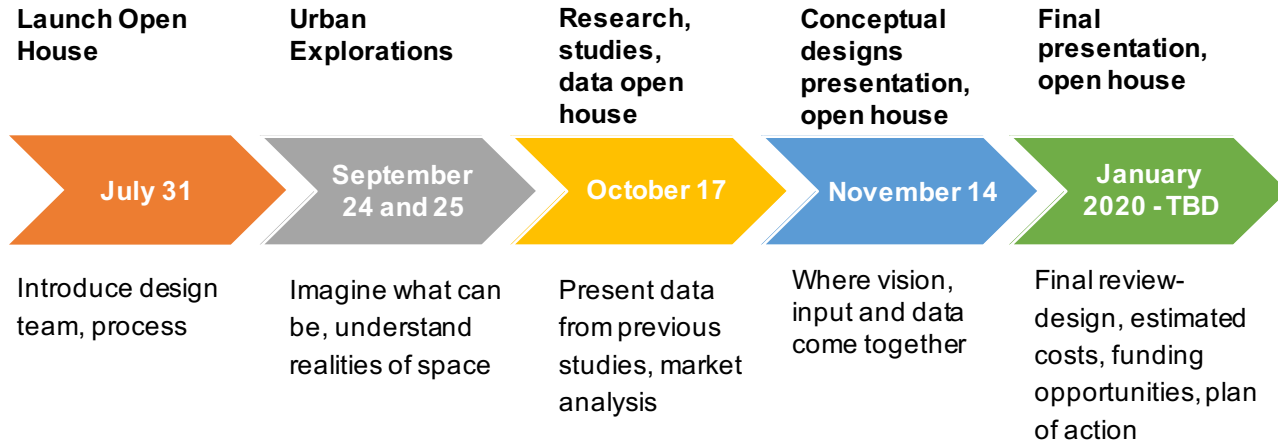 Launch Open
House
Urban
Explorations
Research,
studies,
data open
house
Conceptual
designs
presentation,
open house
Final
presentation,
open house
July 31
September
24 and 25
October 17
November 14
January
2020 - TBD
Introduce design
team, process
Imagine what can
be, understand
realities of space
Present data
from previous
studies, market
analysis
Where vision,
input and data
come together
Final review-
design, estimated
costs, funding
opportunities, plan
of action